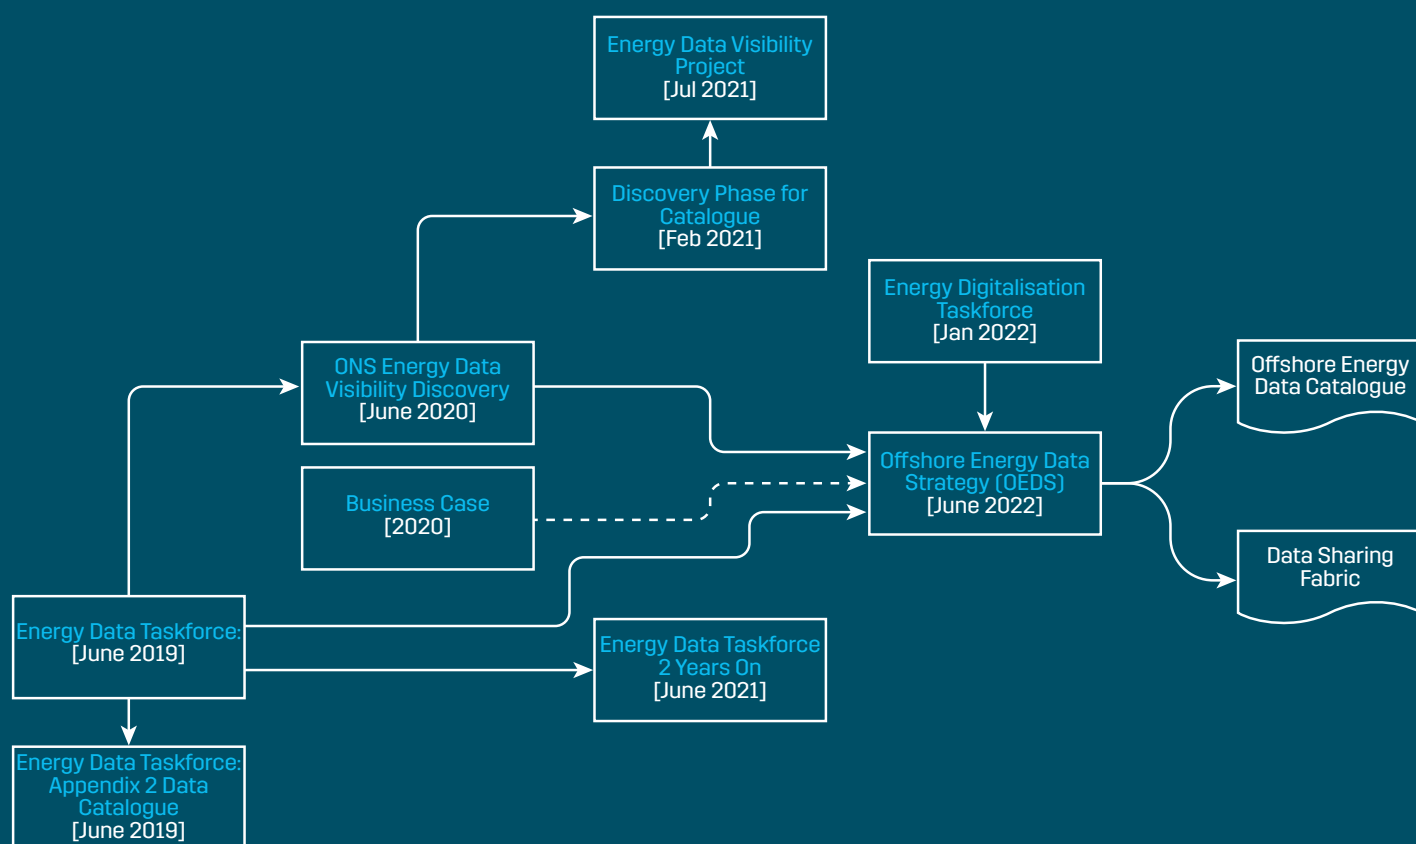 Energy Data Visibility
Project
[Jul 2021]
Discovery Phase for
Catalogue
[Feb 2021]
Energy Digitalisation
Taskforce
[Jan 2022]
ONS Energy Data
Visibility Discovery
[June 2020]
Offshore Energy
Data Catalogue
Business Case
[2020]
Offshore Energy Data
Strategy (OEDS)
[June 2022]
Data Sharing
Fabric
Energy Data Taskforce:
[June 2019]
Energy Data Taskforce
2 Years On
[June 2021]
Energy Data Taskforce:
Appendix 2 Data
Catalogue
[June 2019]